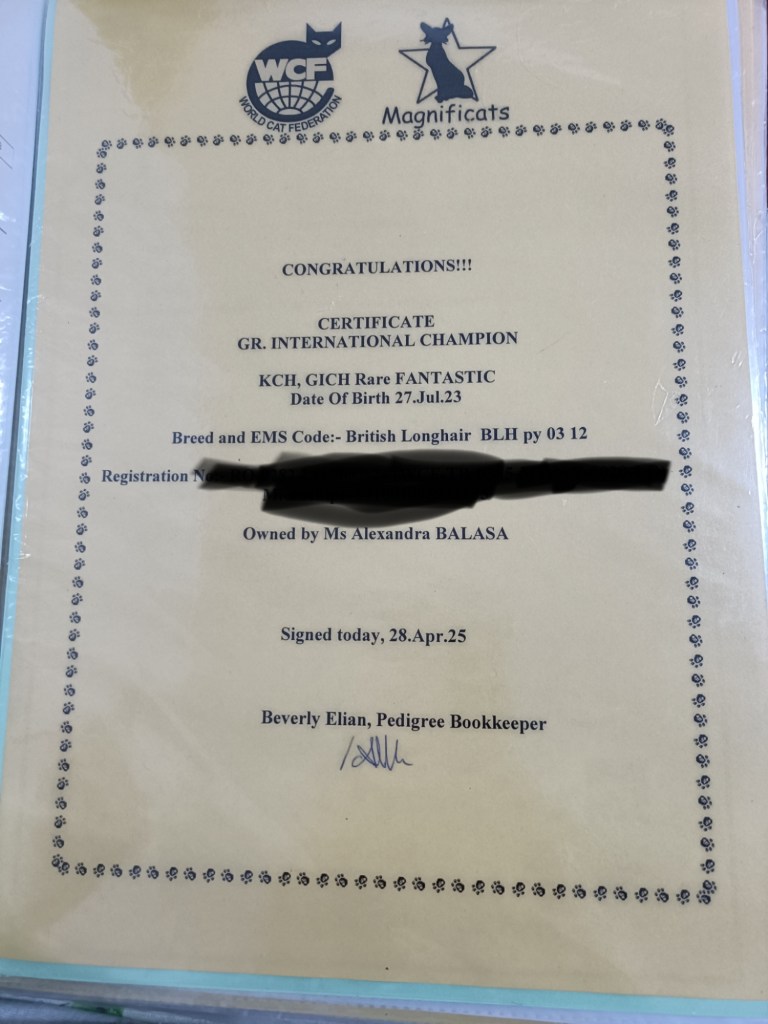 WCF
WORLD CAT FEDERATION
Magnificats
CONGRATULATIONS!!!
CERTIFICATE
GR. INTERNATIONAL CHAMPION
KCH, GICH Rare FANTASTIC
Date Of Birth 27.Jul.23
Breed and EMS Code:- British Longhair BLH py 03 12
Registration
Owned by Ms Alexandra BALASA
Signed today, 28.Apr.25
Beverly Elian, Pedigree Bookkeeper